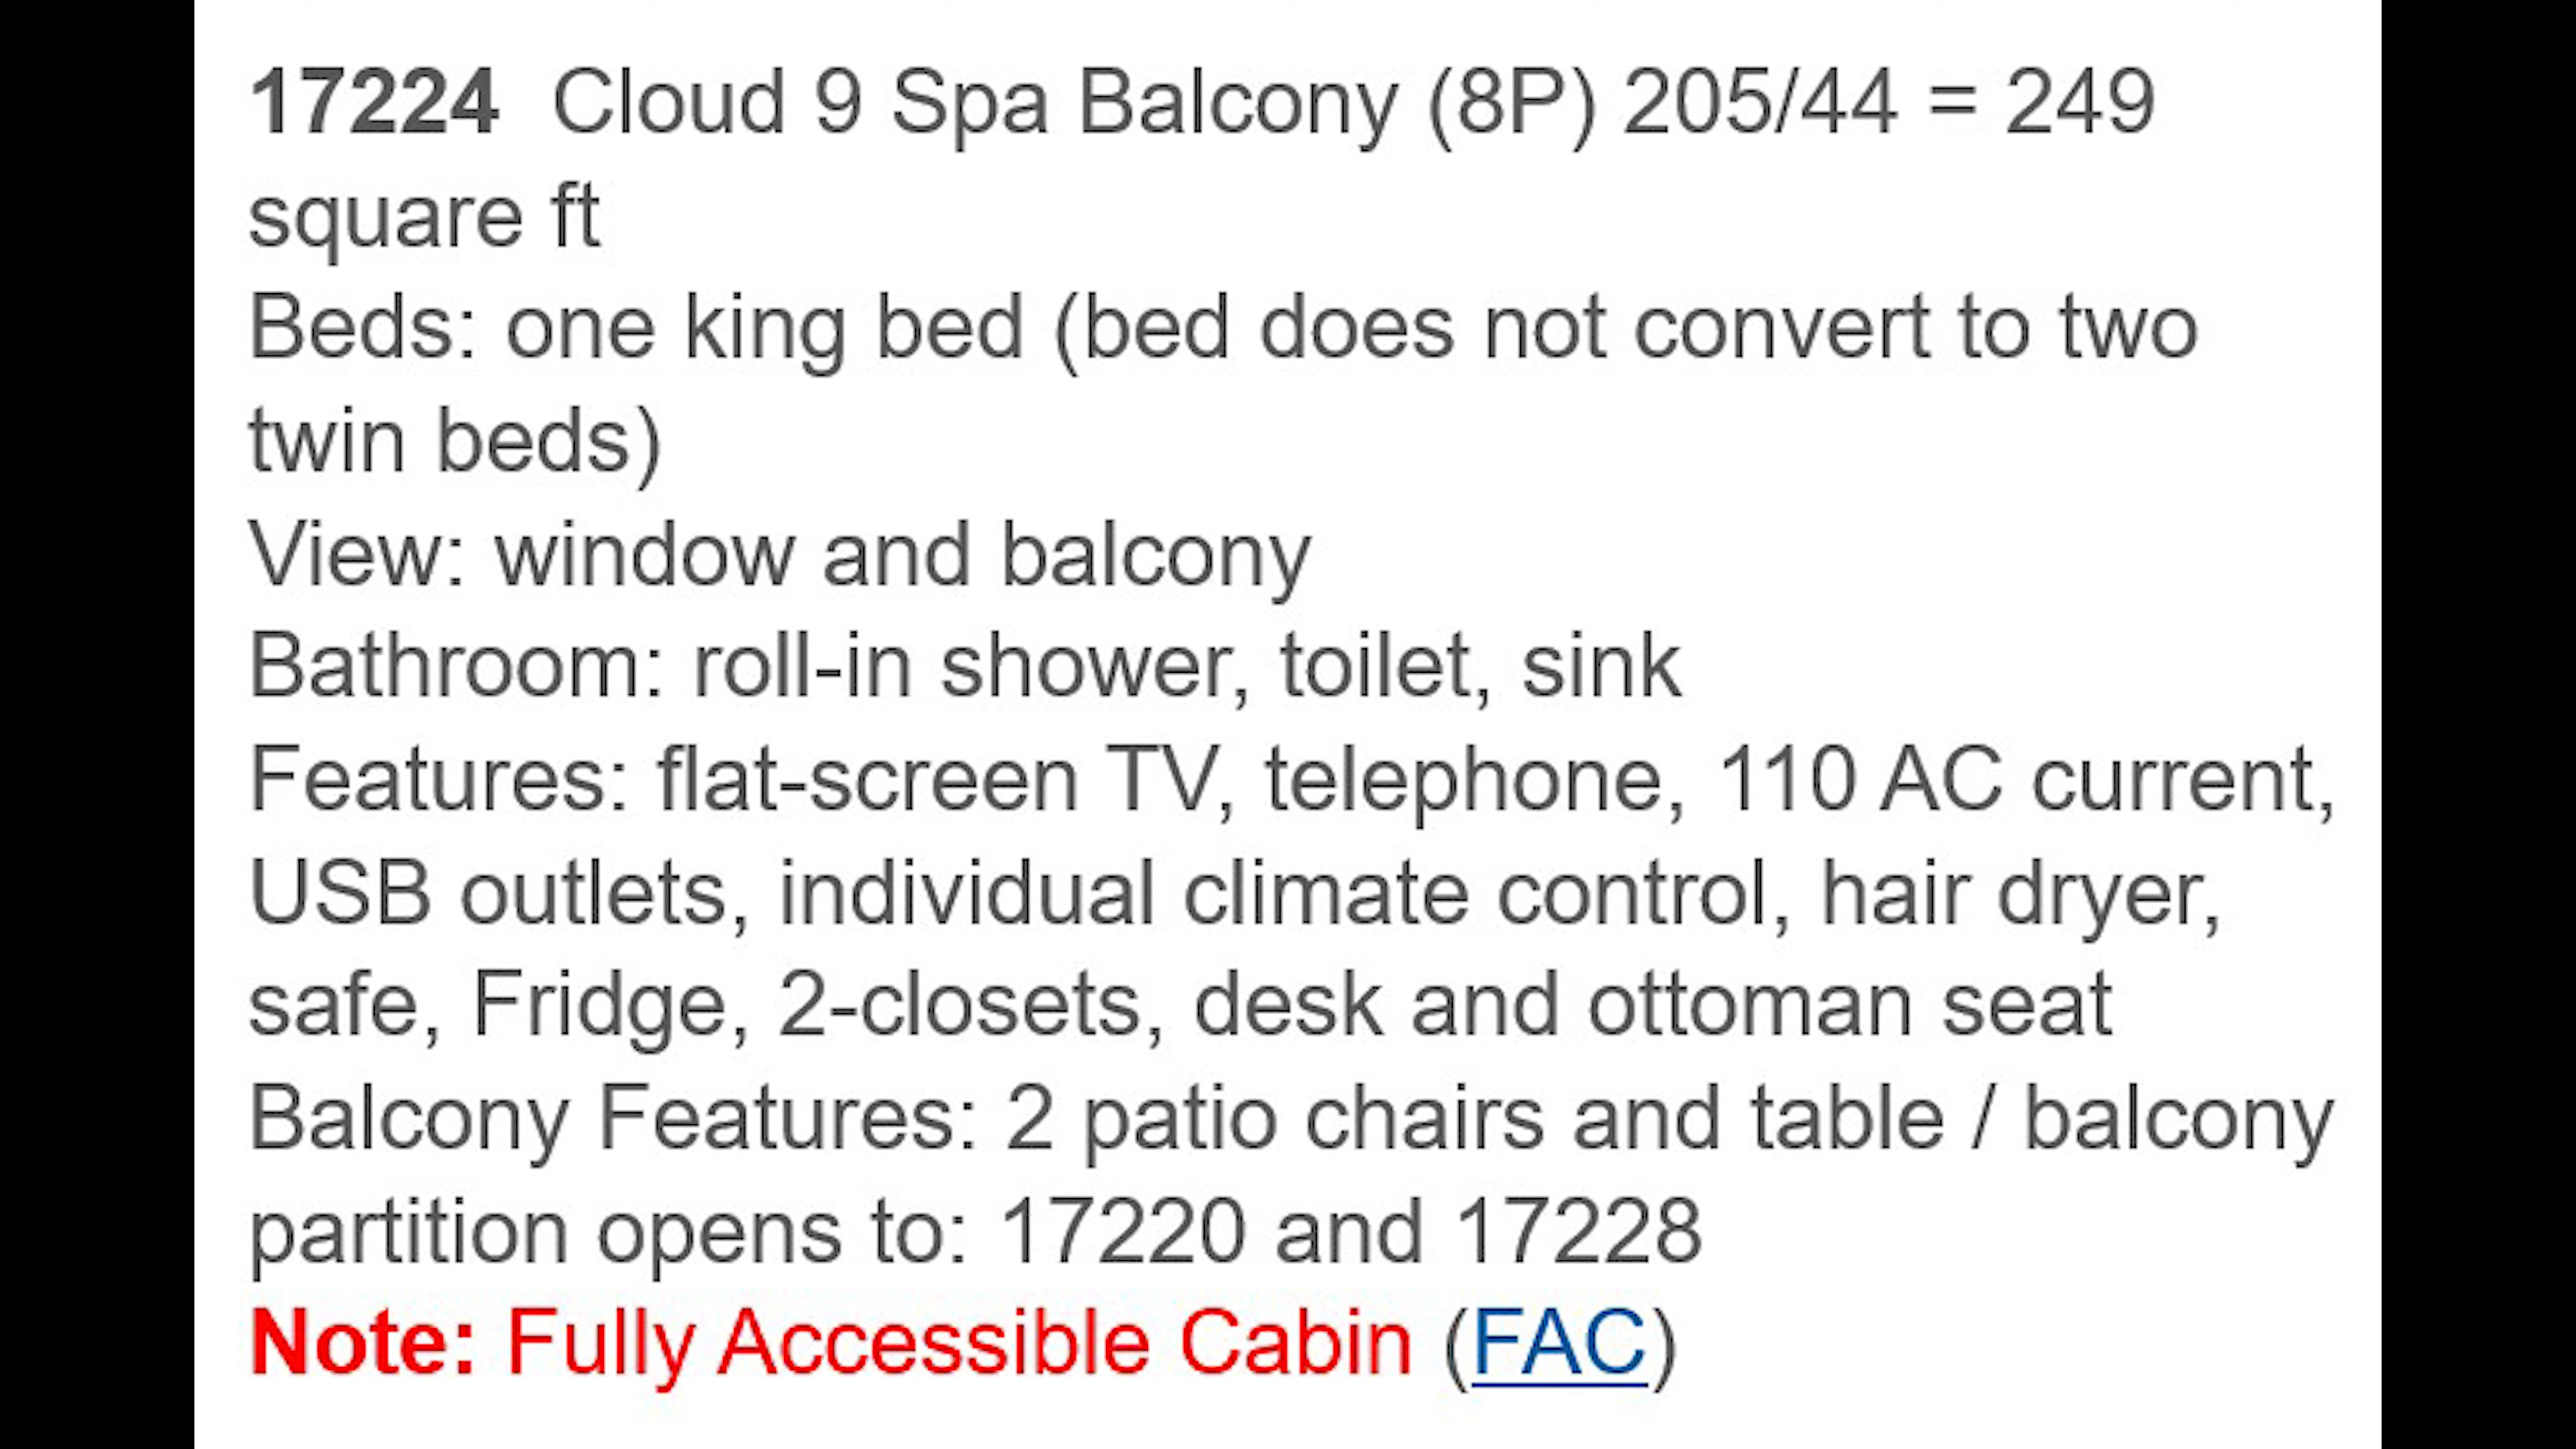 17224 Cloud 9 Spa Balcony (8P) 205/44 = 249
square ft
Beds: one king bed (bed does not convert to two
twin beds)
View: window and balcony
Bathroom: roll-in shower, toilet, sink
Features: flat-screen TV, telephone, 110 AC current,
USB outlets, individual climate control, hair dryer,
safe, Fridge, 2-closets, desk and ottoman seat
Balcony Features: 2 patio chairs and table / balcony
partition opens to: 17220 and 17228
Note: Fully Accessible Cabin (FAC)